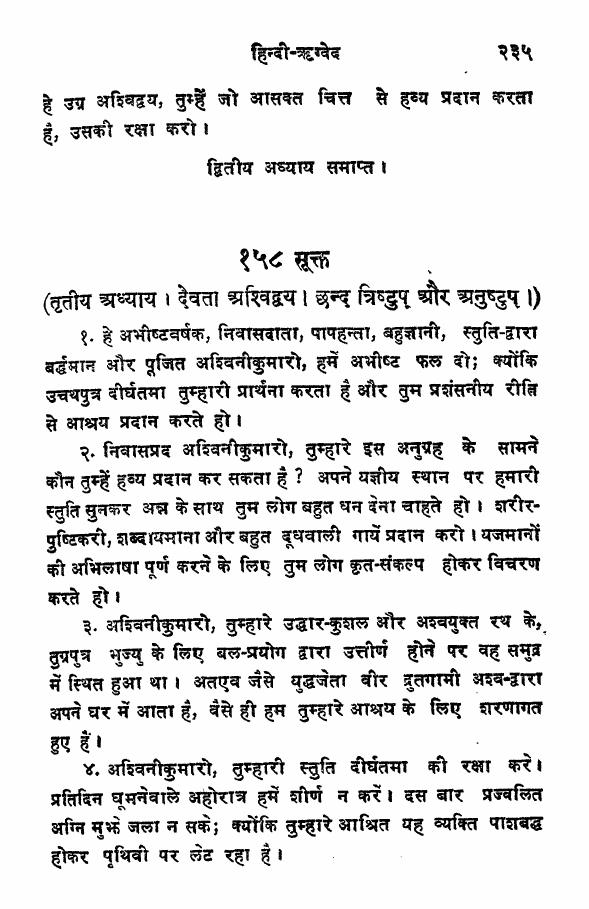 हिन्दी-ऋग्वेद २३५
हे उग्र अश्विद्वय, तुम्हें जो आसक्त चित्त से हव्य प्रदान करता
है, उसकी रक्षा करो।
द्वितीय अध्याय समाप्त।
१५८ सूक्त
(तृतीय अध्याय। देवता अश्विद्वय। छन्द त्रिष्टुप् और अनुष्टुप्।)
१. हे अभीष्टवर्षक, निवासदाता, पापहन्ता, बहुज्ञानी, स्तुति-द्वारा
बर्द्धमान और पूजित अश्विनीकुमारो, हमें अभीष्ट फल दो; क्योंकि
उचथपुत्र दीर्घतमा तुम्हारी प्रार्थना करता है और तुम प्रशंसनीय रीति
से आश्रय प्रदान करते हो।
२. निवासप्रद अश्विनीकुमारो, तुम्हारे इस अनुग्रह के सामने
कौन तुम्हें हव्य प्रदान कर सकता है? अपने यज्ञीय स्थान पर हमारी
स्तुति सुनकर अन्न के साथ तुम लोग बहुत धन देना चाहते हो। शरीर-
पुष्टिकरी, शब्दायमाना और बहुत दूधवाली गायें प्रदान करो। यजमानों
की अभिलाषा पूर्ण करने के लिए तुम लोग कृत-संकल्प होकर विचरण
करते हो।
३. अश्विनीकुमारो, तुम्हारे उद्धार-कुशल और अश्वयुक्त रथ के,
तुग्रपुत्र भुज्यु के लिए बल-प्रयोग द्वारा उत्तीर्ण होने पर वह समुद्र
में स्थित हुआ था। अतएव जैसे युद्धजेता वीर द्रुतगामी अश्व-द्वारा
अपने घर में आता है, वैसे ही हम तुम्हारे आश्रय के लिए शरणागत
हुए हैं।
४. अश्विनीकुमारो, तुम्हारी स्तुति दीर्घतमा की रक्षा करे।
प्रतिदिन घूमनेवाले अहोरात्र हमें शीर्ण न करें। दस बार प्रज्वलित
अग्नि मुझे जला न सके; क्योंकि तुम्हारे आश्रित यह व्यक्ति पाशबद्ध
होकर पृथिवी पर लेट रहा है।